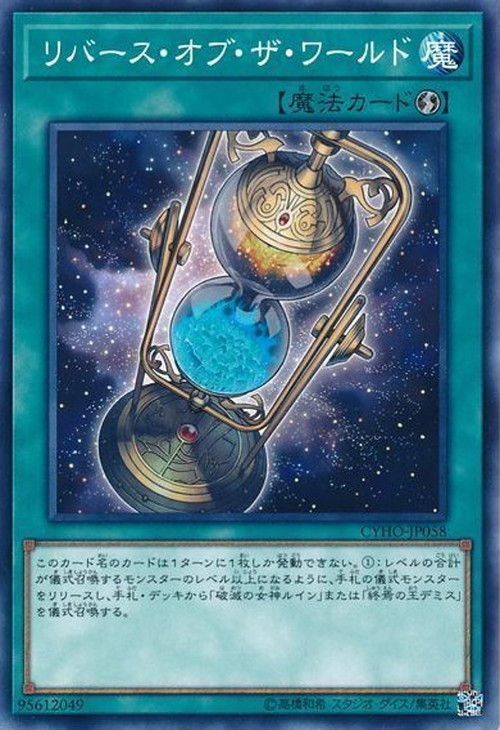 リバース・オブ・ザ・ワールド 魔
【魔法カード】
CYHO-JP058
このカード名のカードは1ターンに1枚しか発動できない。①:レベルの合計
が儀式召喚するモンスターのレベル以上になるように、手札の儀式モンスター
をリリースし、手札・デッキから「破滅の女神ルイン」または「終焉の王デミス」
を儀式召喚する。
95612049
©高橋和希 スタジオ・ダイス/集英社